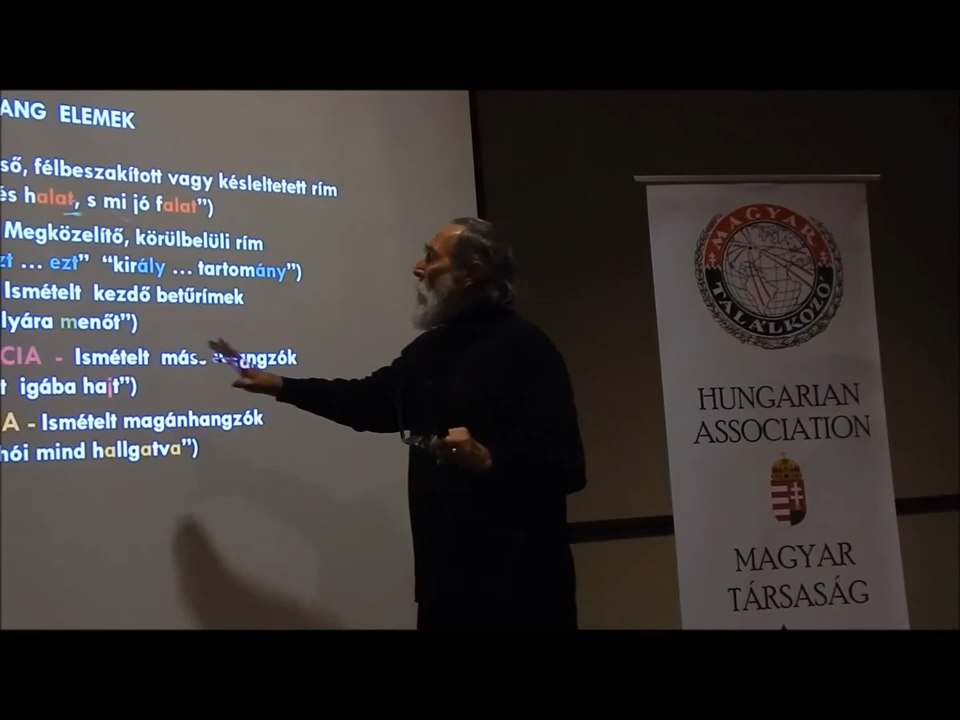 ANG ELEMEK
ső, félbeszakított vagy késleltetett rím
és halat, s mi jó falat")
Megközelítő, körülbelüli rím
zt ... ezt" "király ... tartomány")
Ismételt kezdő betűrímek
lyára menőt")
CIA - Ismételt
t igába hajt")
A - Ismételt magánhangzók
hói mind hallgatva")
MAGYAR
TALÁLKOZÓ
HUNGARIAN
ASSOCIATION
MAGYAR
TÁRSASÁG